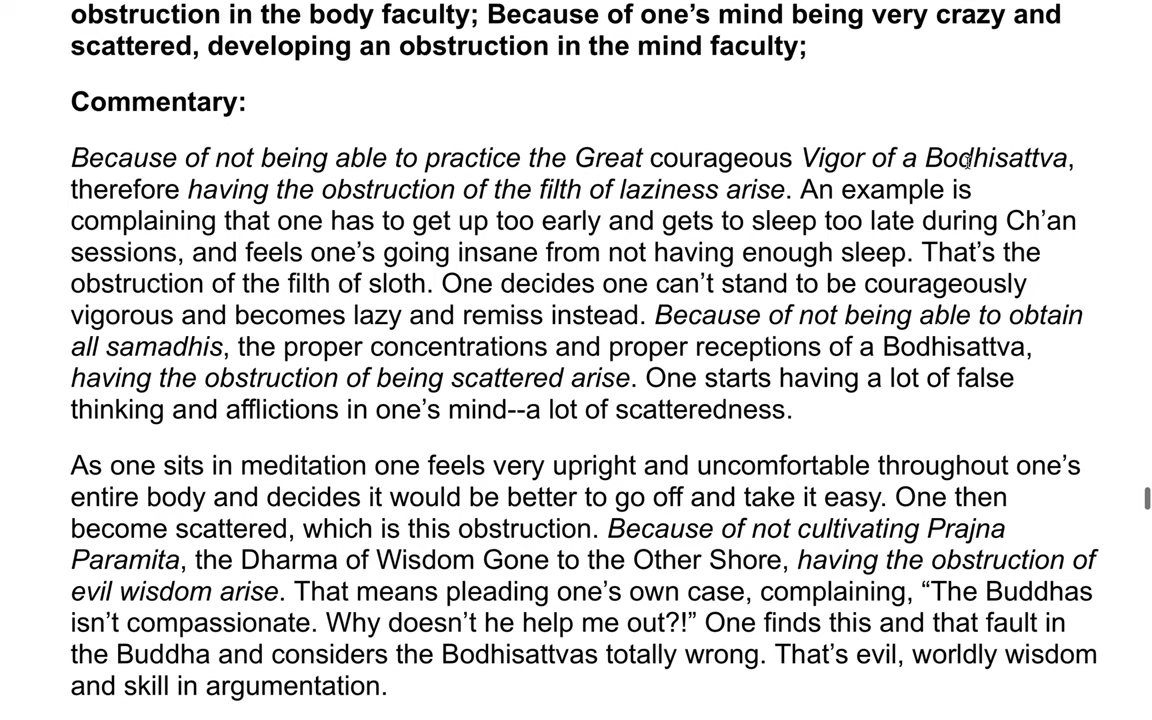 obstruction in the body faculty; Because of one’s mind being very crazy and
scattered, developing an obstruction in the mind faculty;
Commentary:
Because of not being able to practice the Great courageous Vigor of a Bodhisattva,
therefore having the obstruction of the filth of laziness arise. An example is
complaining that one has to get up too early and gets to sleep too late during Ch’an
sessions, and feels one’s going insane from not having enough sleep. That’s the
obstruction of the filth of sloth. One decides one can’t stand to be courageously
vigorous and becomes lazy and remiss instead. Because of not being able to obtain
all samadhis, the proper concentrations and proper receptions of a Bodhisattva,
having the obstruction of being scattered arise. One starts having a lot of false
thinking and afflictions in one’s mind--a lot of scatteredness.
As one sits in meditation one feels very upright and uncomfortable throughout one’s
entire body and decides it would be better to go off and take it easy. One then
become scattered, which is this obstruction. Because of not cultivating Prajna
Paramita, the Dharma of Wisdom Gone to the Other Shore, having the obstruction of
evil wisdom arise. That means pleading one’s own case, complaining, “The Buddhas
isn’t compassionate. Why doesn’t he help me out?!” One finds this and that fault in
the Buddha and considers the Bodhisattvas totally wrong. That’s evil, worldly wisdom
and skill in argumentation.